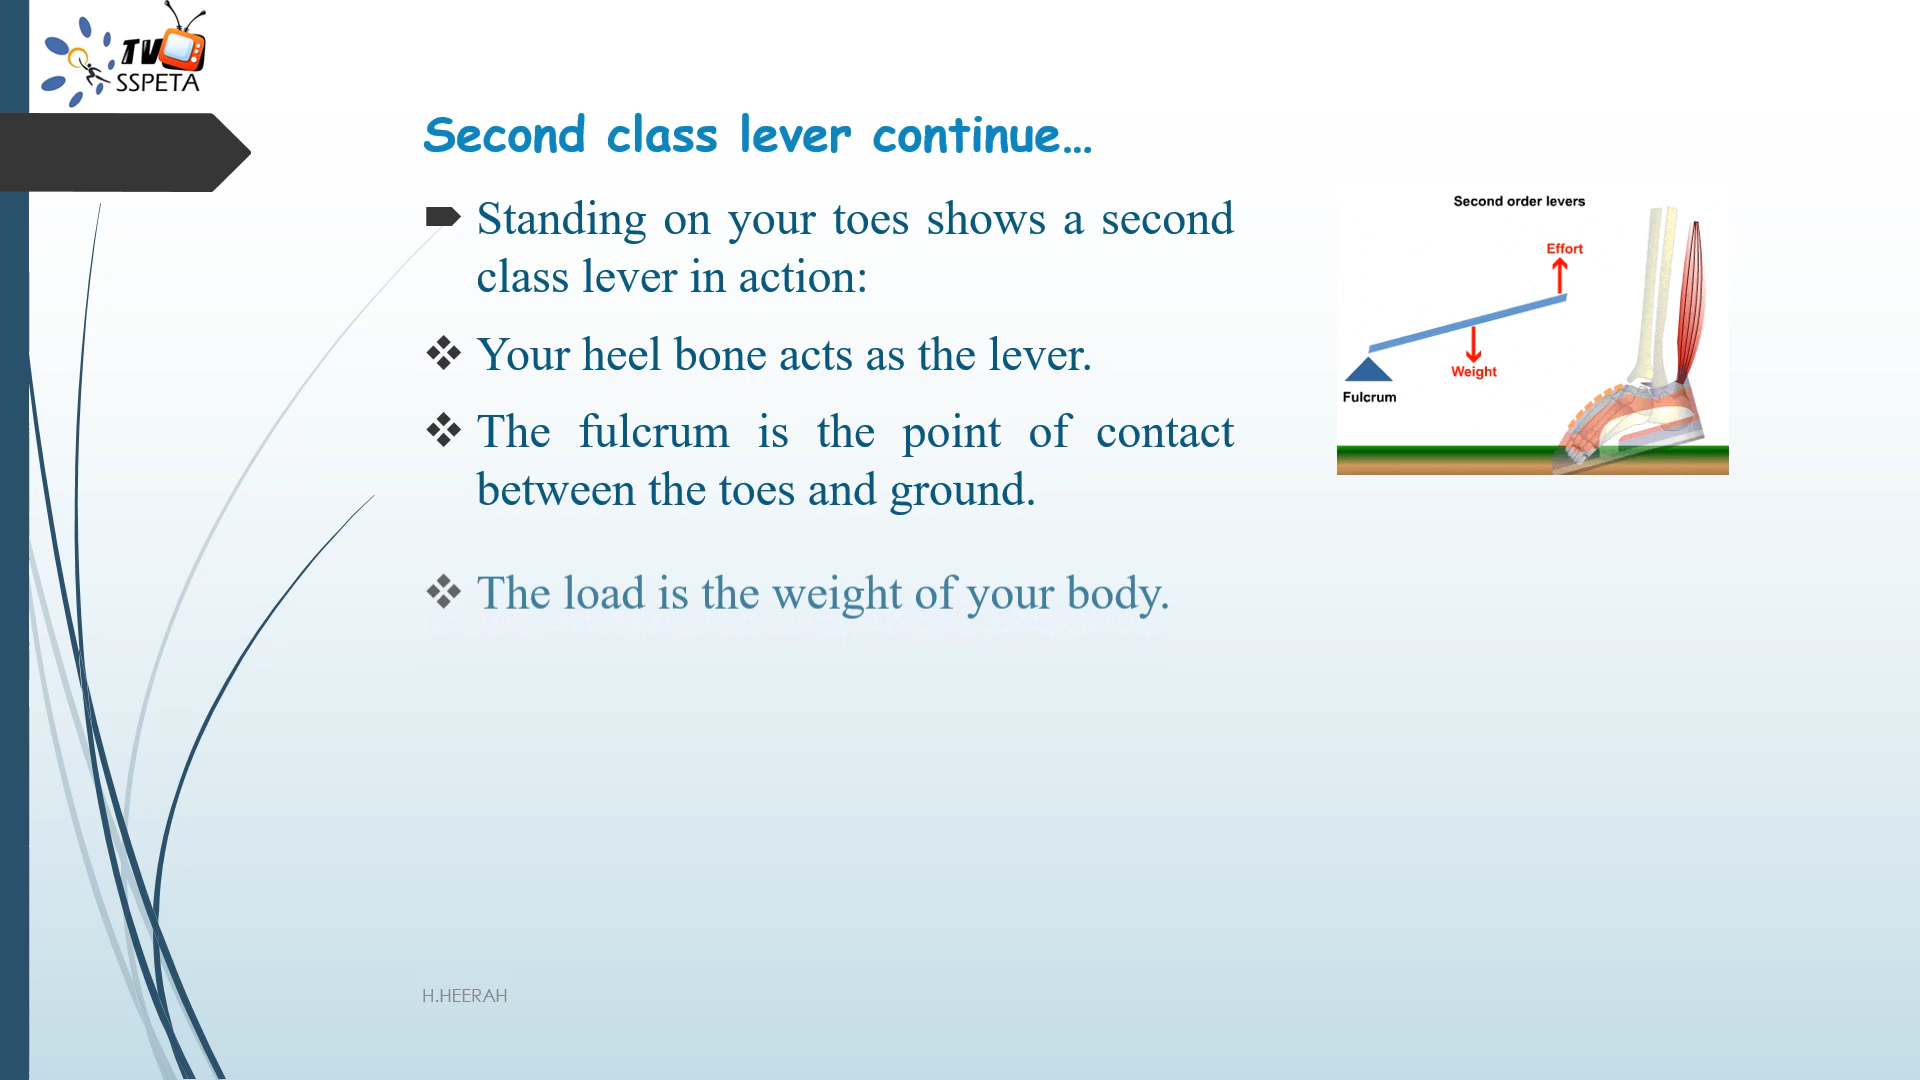 TV
SSPETA
Second class lever continue...
Standing on your toes shows a second
class lever in action:
Your heel bone acts as the lever.
The fulcrum is the point of contact
between the toes and ground.
The load is the weight of your body.
Second order levers
Effort
Weight
Fulcrum
H.HEERAH